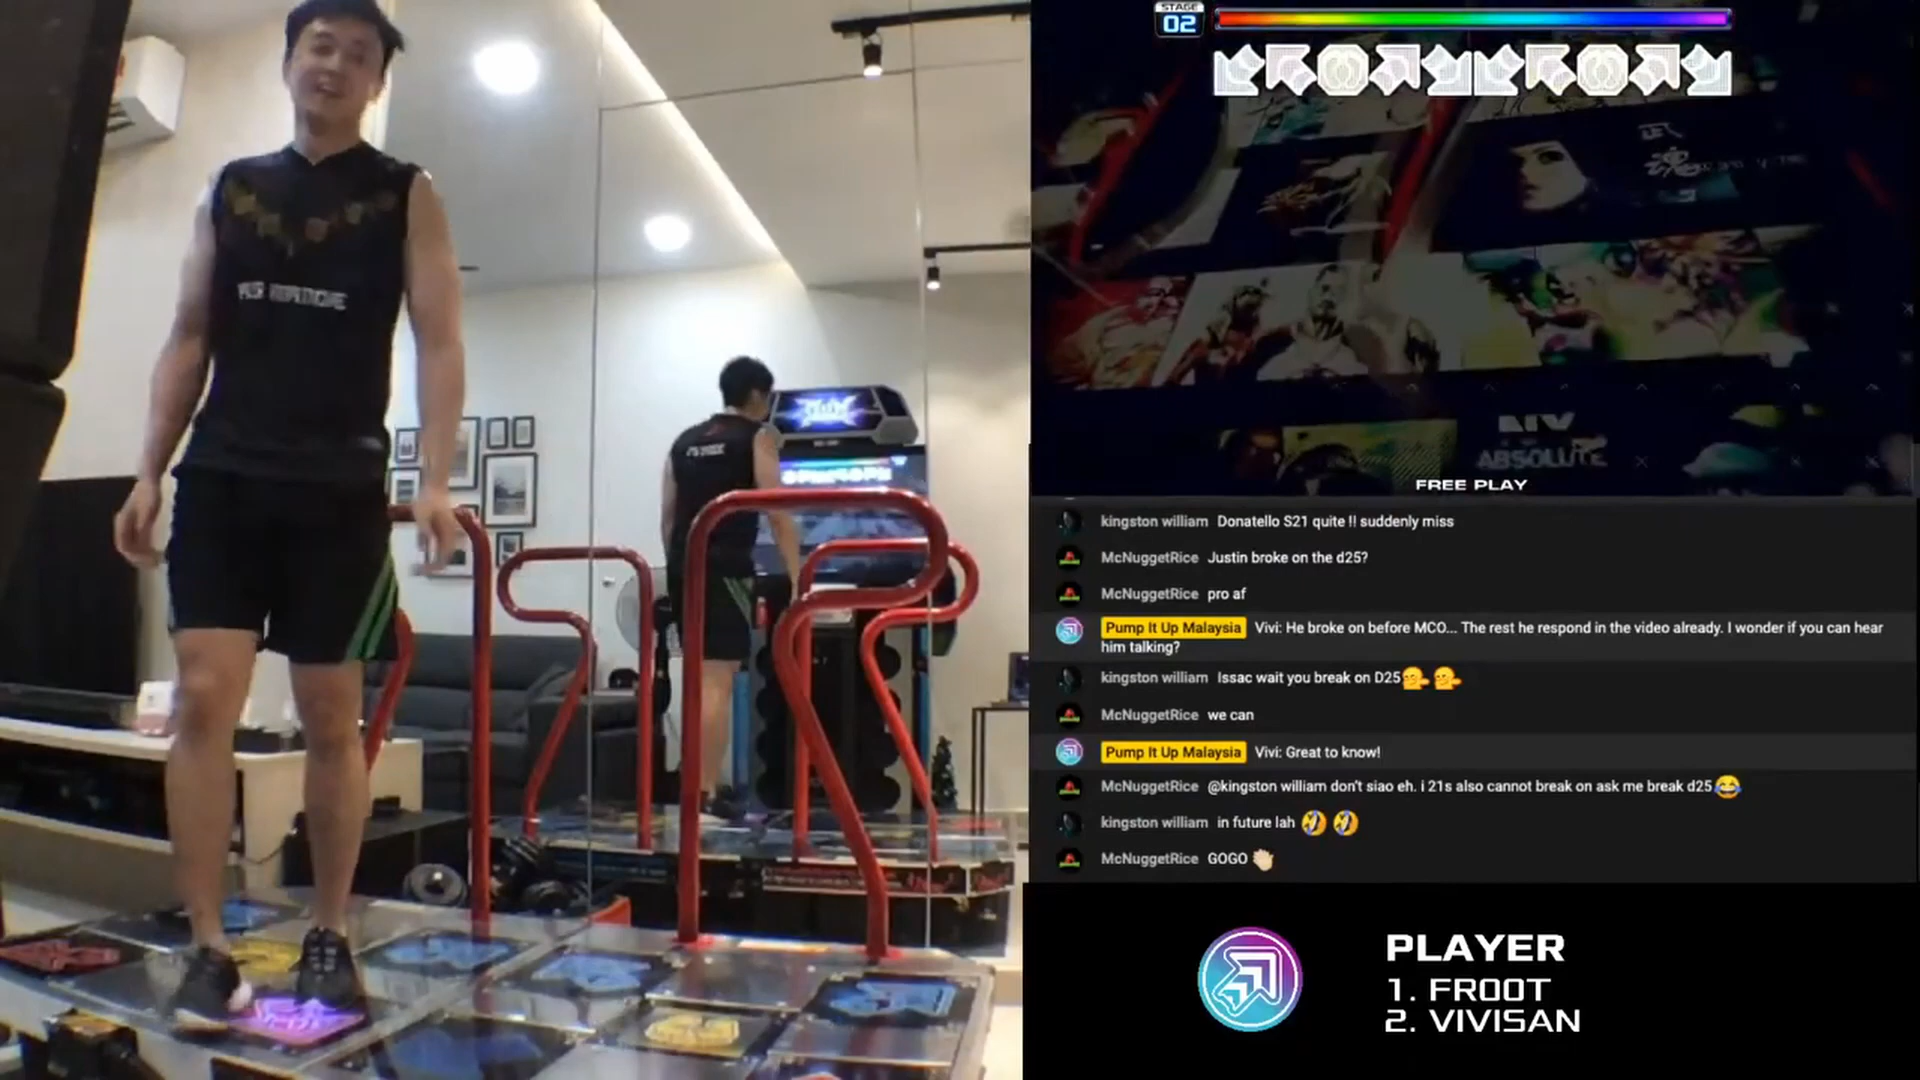 STAGE
02
AIV
ABSOLUTE
FREE PLAY
kingston william Donatello S21 quite !! suddenly miss
McNuggetRice Justin broke on the d25?
McNuggetRice pro af
Pump It Up Malaysia Vivi: He broke on before MCO... The rest he respond in the video already. I wonder if you can hear
him talking?
kingston william Issac wait you break on D25🫴🫴
McNuggetRice we can
Pump It Up Malaysia Vivi: Great to know!
McNuggetRice @kingston william don't siao eh. i 21s also cannot break on ask me break d25😂
kingston william in future lah 🤣 🤣
McNuggetRice GOGO 👏🏻
PLAYER
1. FROOT
2. VIVISAN